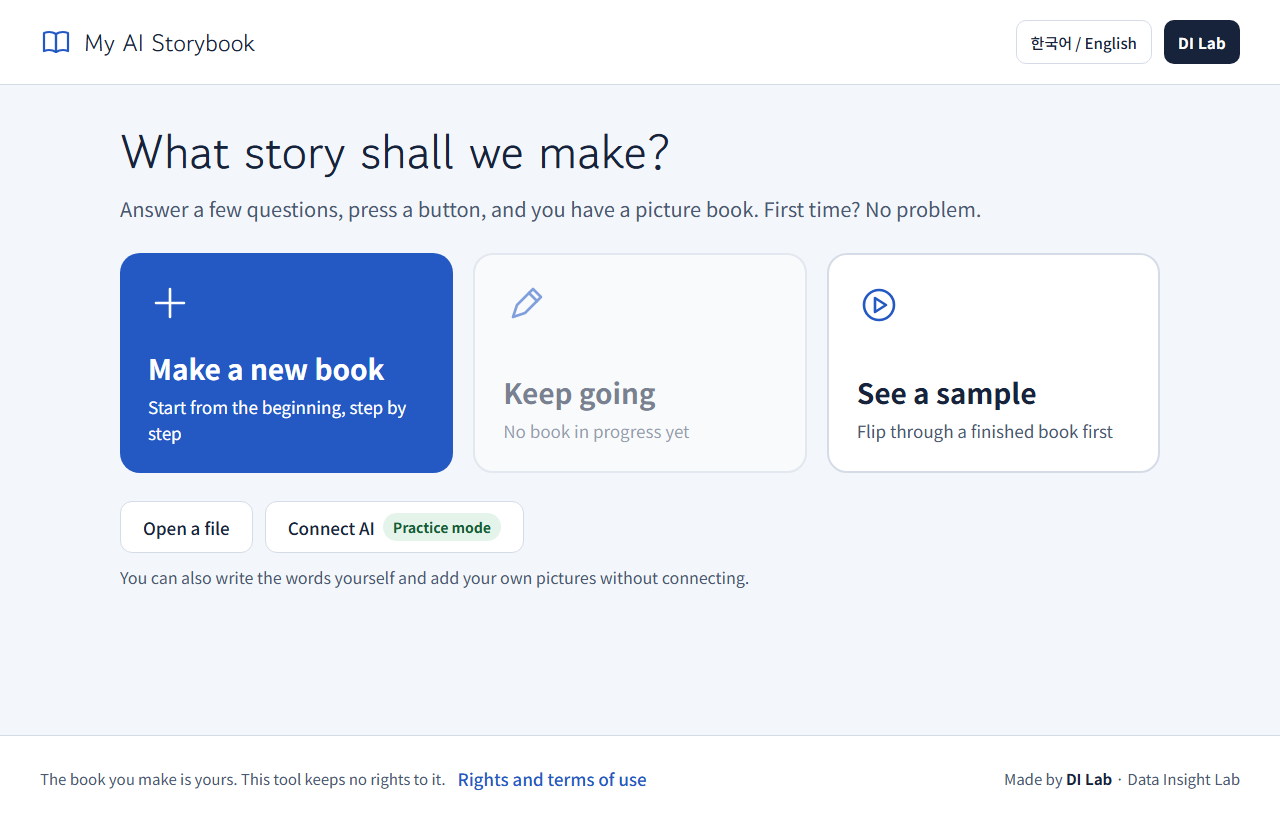 My AI Storybook
한국어 / English
DI Lab
What story shall we make?
Answer a few questions, press a button, and you have a picture book. First time? No problem.
Make a new book
Start from the beginning, step by
step
Keep going
No book in progress yet
See a sample
Flip through a finished book first
Open a file
Connect AI
Practice mode
You can also write the words yourself and add your own pictures without connecting.
The book you make is yours. This tool keeps no rights to it.
Rights and terms of use
Made by DI Lab · Data Insight Lab